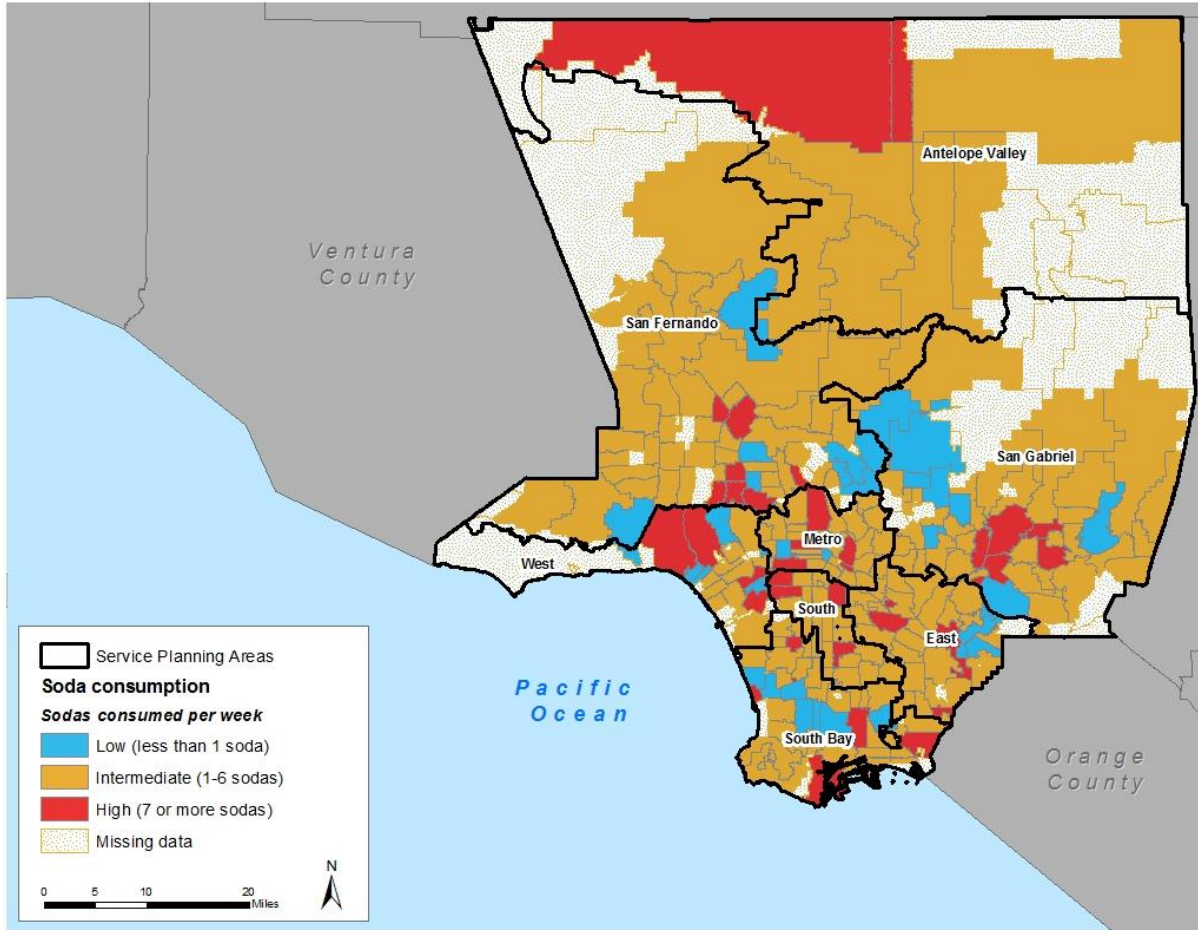 Ventura
County
Antelope Valley
San Fernando
San Gabriel
Metro
West
South
East
South Bay
Pacific
Ocean
Orange
County
Service Planning Areas
Soda consumption
Sodas consumed per week
Low (less than 1 soda)
Intermediate (1-6 sodas)
High (7 or more sodas)
Missing data
N
0 5 10 20
Miles